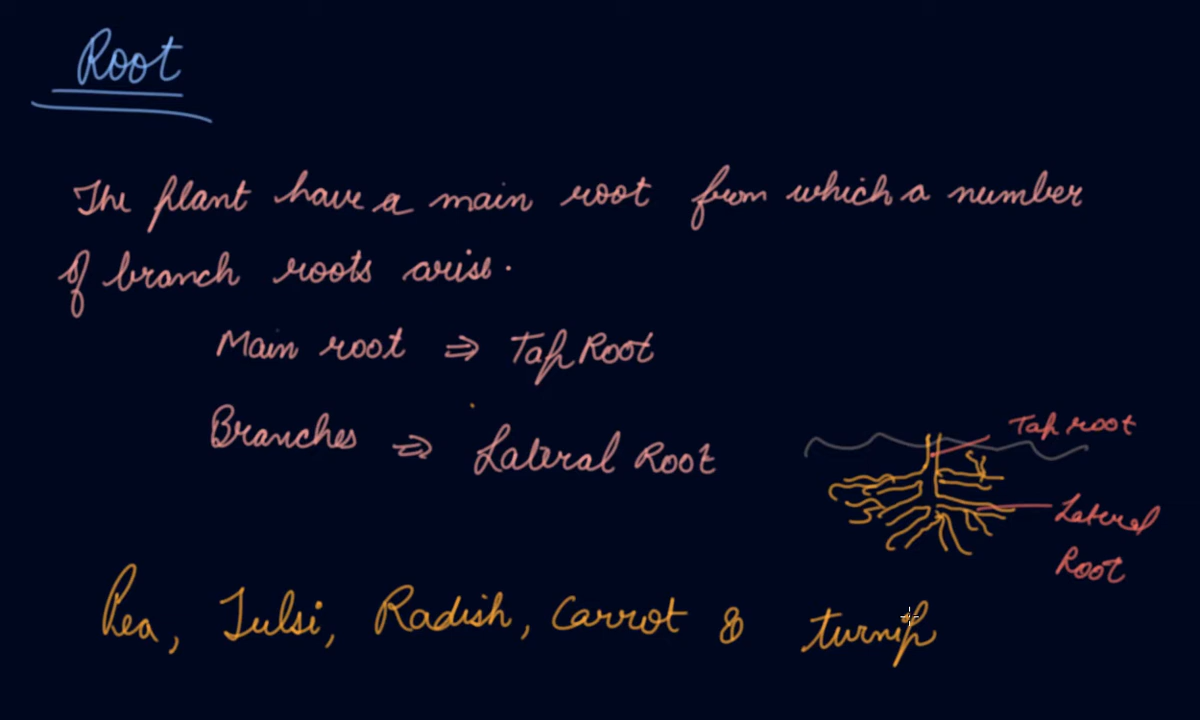 Root
The plant have a main root from which a number
of branch roots arise.
Main root ⇒ Tap Root
Branches ⇒ Lateral Root
Tap root
Lateral
Root
Pea, Tulsi, Radish, Carrot & turnip